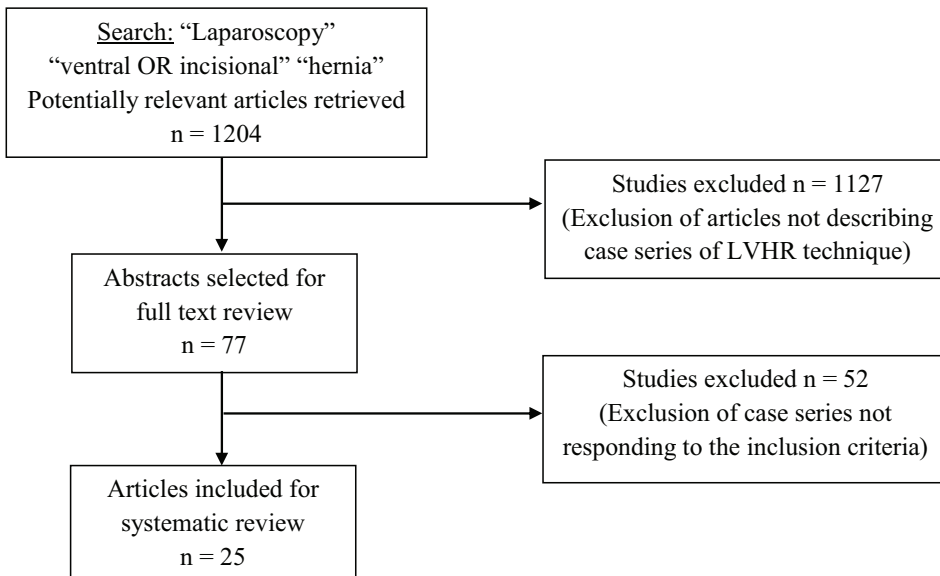 Search: “Laparoscopy”
“ventral OR incisional” “hernia”
Potentially relevant articles retrieved
n = 1204
Studies excluded n = 1127
(Exclusion of articles not describing
case series of LVHR technique)
Abstracts selected for
full text review
n = 77
Studies excluded n = 52
(Exclusion of case series not
responding to the inclusion criteria)
Articles included for
systematic review
n = 25